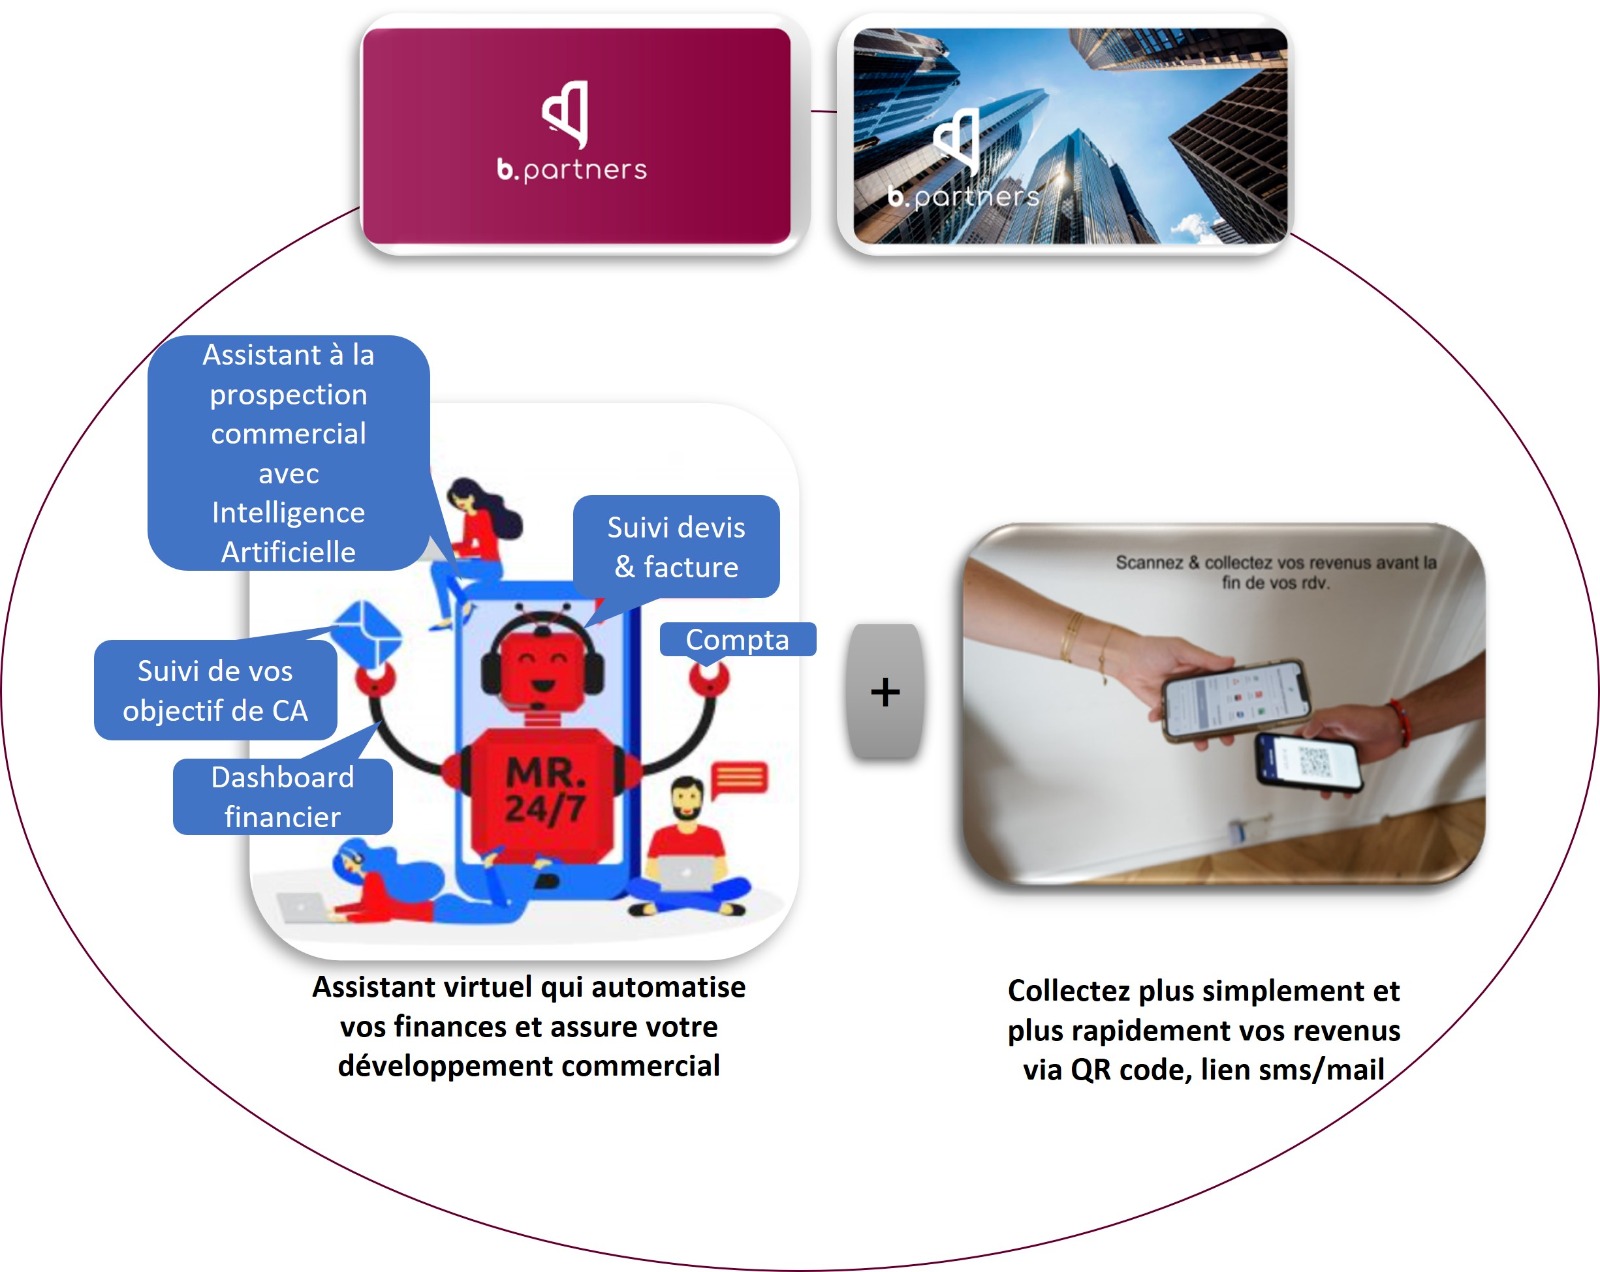 b.partners
b.partners
Assistant à la
prospection
commercial
avec
Intelligence
Artificielle
Suivi devis
& facture
Compta
Suivi de vos
objectif de CA
Dashboard
financier
MR.
24/7
+
Scannez & collectez vos revenus avant la
fin de vos rdv.
Assistant virtuel qui automatise
vos finances et assure votre
développement commercial
Collectez plus simplement et
plus rapidement vos revenus
via QR code, lien sms/mail